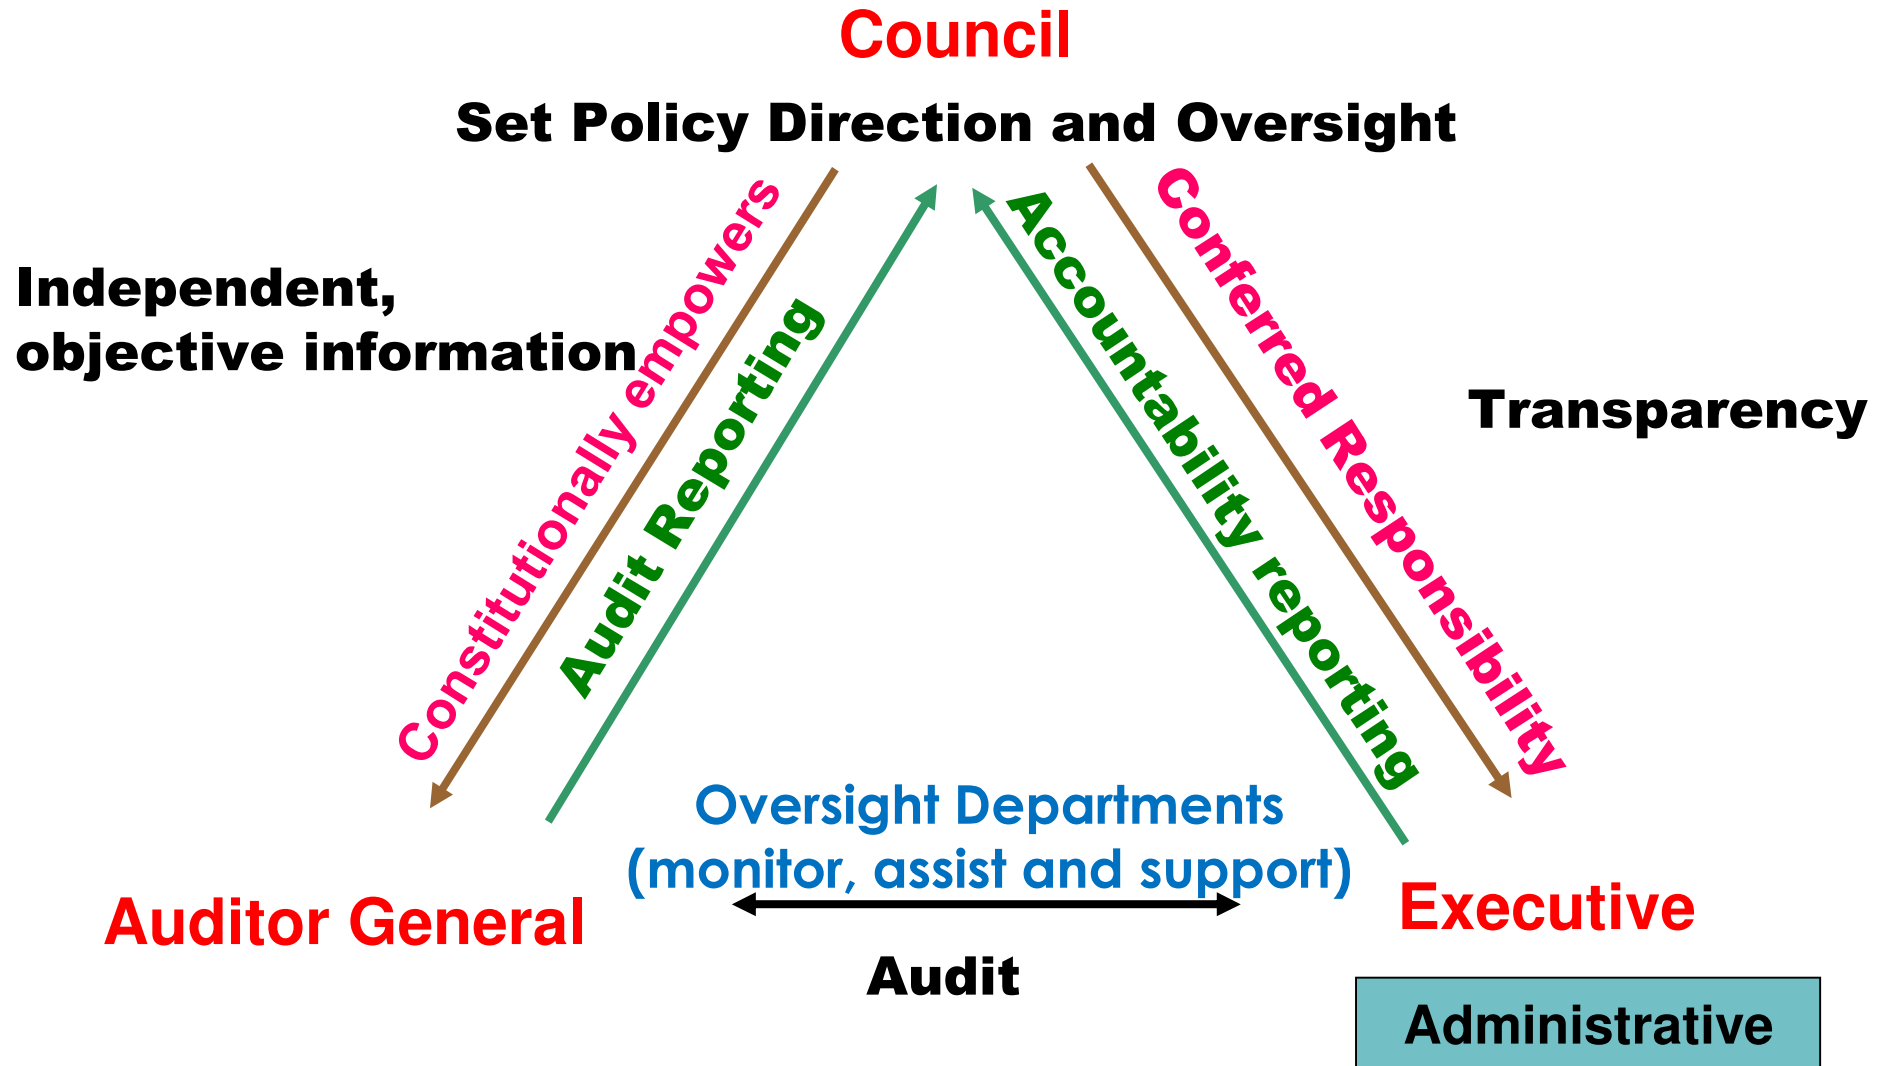 Council
Set Policy Direction and Oversight
Independent,
objective information
Constitutionally empowers
Audit Reporting
Accountability reporting
Conferred Responsibility
Transparency
Oversight Departments
(monitor, assist and support)
Auditor General
Executive
Audit
Administrative